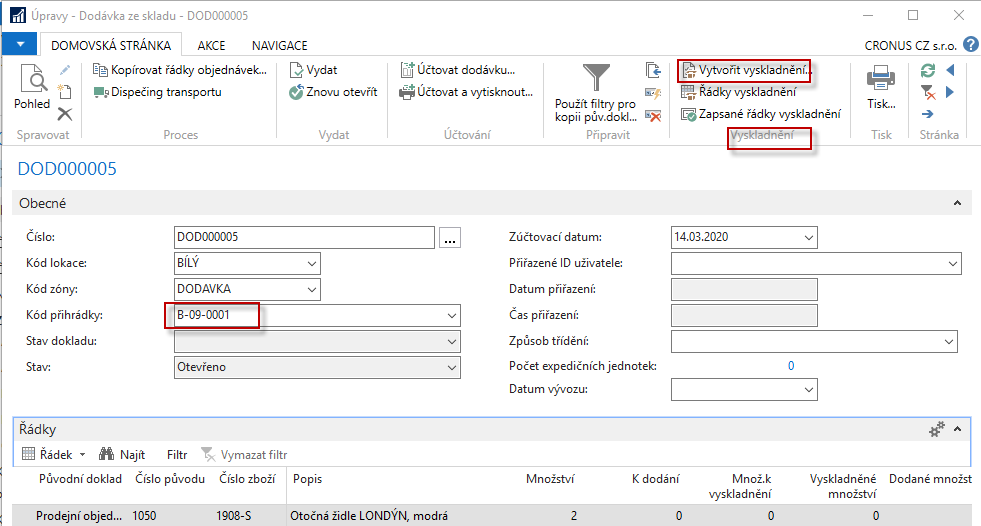 Úpravy - Dodávka ze skladu - DOD000005
DOMOVSKÁ STRÁNKA AKCE NAVIGACE CRONUS CZ s.r.o.
Pohled
Spravovat
Kopírovat řádky objednávek...
Dispečing transportu
Proces
Vydat
Znovu otevřít
Vydat
Účtovat dodávku...
Účtovat a vytisknout...
Účtování
Použít filtry pro
kopii pův.dokl...
Připravit
Vytvořit vyskladnění...
Řádky vyskladnění
Zapsané řádky vyskladnění
Vyskladnění
Tisk...
Tisk
Stránka
DOD000005
Obecné
Číslo: DOD000005 ...
Kód lokace: BÍLÝ
Kód zóny: DODAVKA
Kód přihrádky: B-09-0001
Stav dokladu:
Stav: Otevřeno
Zúčtovací datum: 14.03.2020
Přiřazené ID uživatele:
Datum přiřazení:
Čas přiřazení:
Způsob třídění:
Počet expedičních jednotek: 0
Datum vývozu:
Řádky
Řádek Najít Filtr Vymazat filtr
Původní doklad Číslo původu Číslo zboží Popis Množství K dodání Množ.k vyskladnění Vyskladněné množství Dodané množst
Prodejní objed... 1050 1908-S Otočná židle LONDÝN, modrá 2 0 0 0